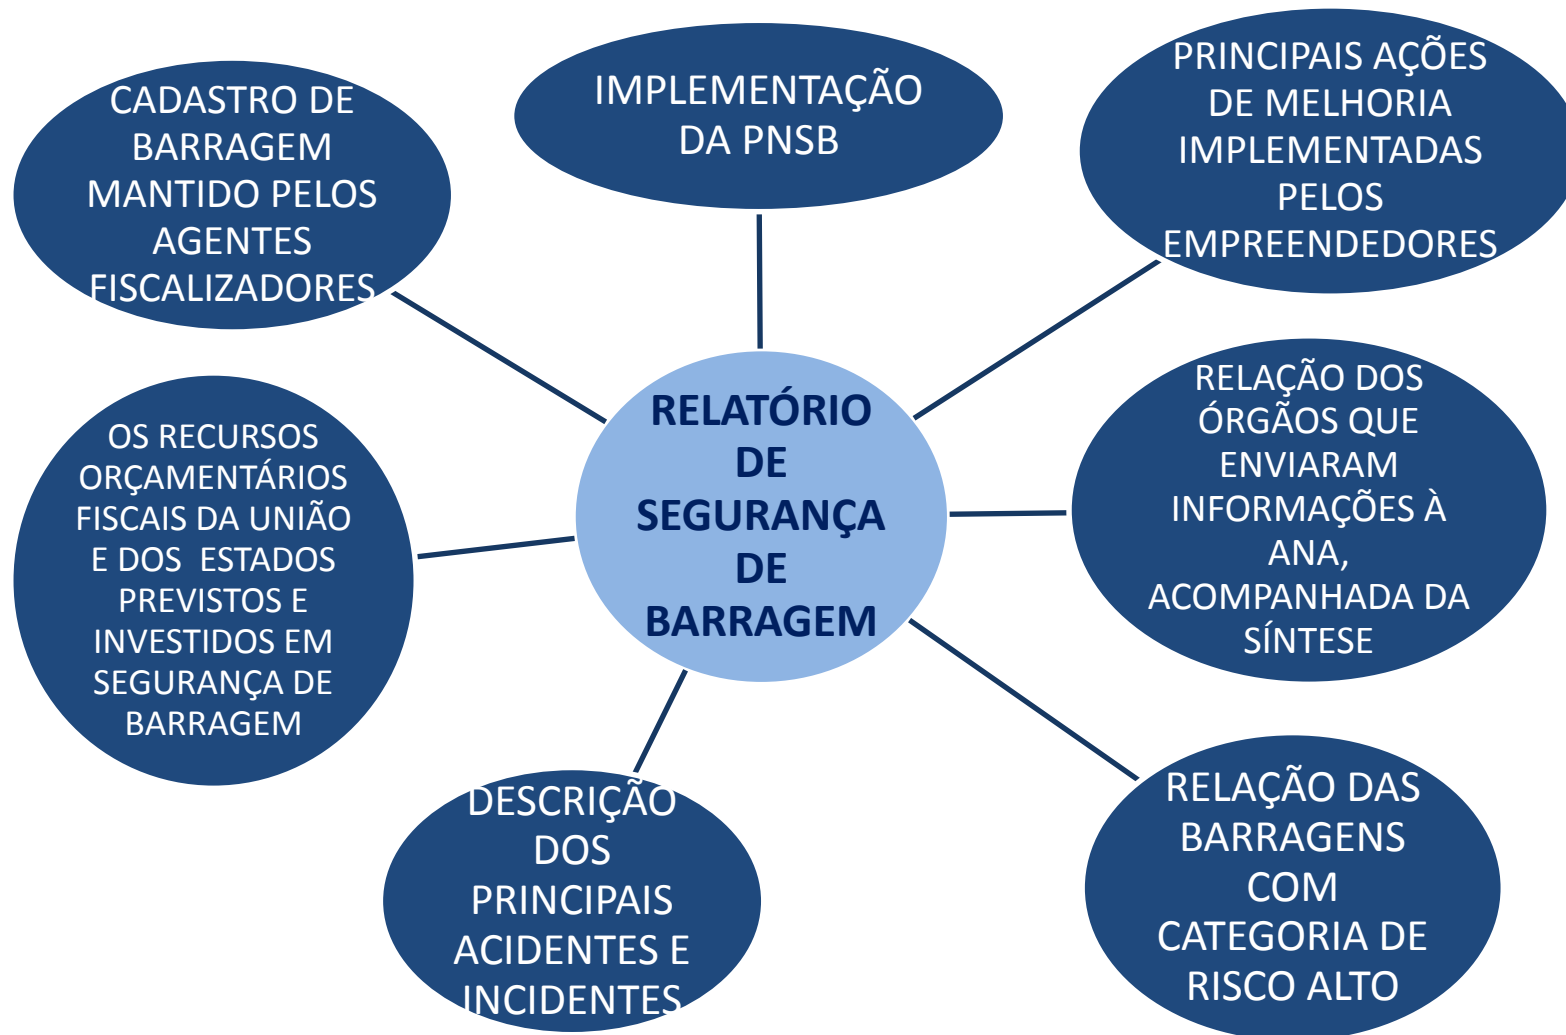 IMPLEMENTAÇÃO
DA PNSB
PRINCIPAIS AÇÕES
DE MELHORIA
IMPLEMENTADAS
PELOS
EMPREENDEDORES
RELAÇÃO DOS
ÓRGÃOS QUE
ENVIARAM
INFORMAÇÕES À
ANA,
ACOMPANHADA DA
SÍNTESE
RELAÇÃO DAS
BARRAGENS
COM
CATEGORIA DE
RISCO ALTO
DESCRIÇÃO
DOS
PRINCIPAIS
ACIDENTES E
INCIDENTES
OS RECURSOS
ORÇAMENTÁRIOS
FISCAIS DA UNIÃO
E DOS  ESTADOS
PREVISTOS E
INVESTIDOS EM
SEGURANÇA DE
BARRAGEM
CADASTRO DE
BARRAGEM
MANTIDO PELOS
AGENTES
FISCALIZADORES
RELATÓRIO
DE
SEGURANÇA
DE
BARRAGEM